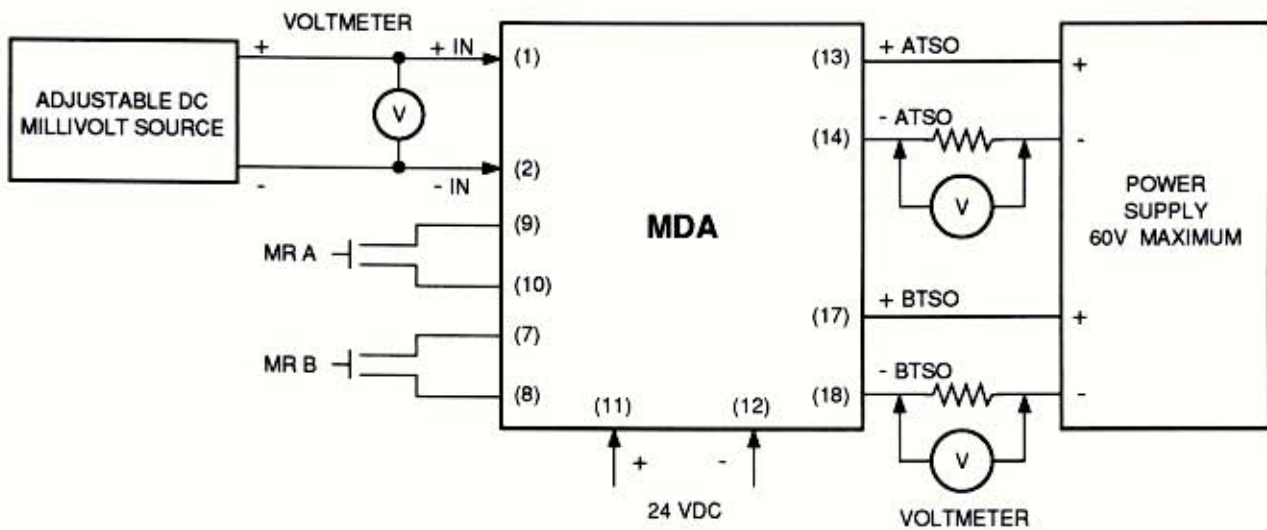 VOLTMETER
+ + IN (1)
ADJUSTABLE DC
MILLIVOLT SOURCE
V
- - IN (2)
MR A
(9)
(10)
MR B
(7)
(8)
MDA
(11) (12)
+ -
24 VDC
(13) + ATSO +
(14) - ATSO -
V
(17) + BTSO +
(18) - BTSO -
V
VOLTMETER
POWER
SUPPLY
60V MAXIMUM